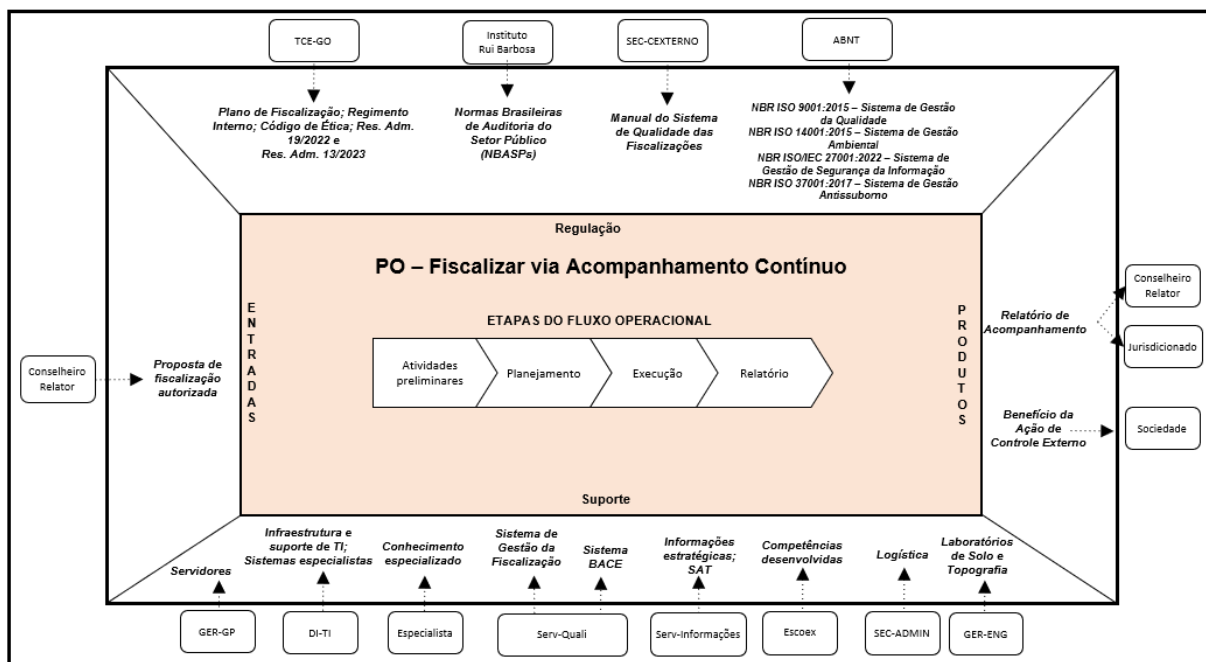 TCE-GO
Instituto
Rui Barbosa
SEC-CEXTERNO
ABNT
Plano de Fiscalização; Regimento
Interno; Código de Ética; Res. Adm.
19/2022 e
Res. Adm. 13/2023
Normas Brasileiras
de Auditoria do
Setor Público
(NBASPs)
Manual do Sistema
de Qualidade das
Fiscalizações
NBR ISO 9001:2015 – Sistema de Gestão
da Qualidade
NBR ISO 14001:2015 – Sistema de Gestão
Ambiental
NBR ISO/IEC 27001:2022 – Sistema de
Gestão de Segurança da Informação
NBR ISO 37001:2017 – Sistema de Gestão
Antissuborno
Regulação
PO – Fiscalizar via Acompanhamento Contínuo
ETAPAS DO FLUXO OPERACIONAL
Conselheiro
Relator
Proposta de
fiscalização
autorizada
ENTRADAS
Atividades
preliminares
Planejamento
Execução
Relatório
PRODUTOS
Relatório de
Acompanhamento
Conselheiro
Relator
Jurisdicionado
Benefício da
Ação de
Controle Externo
Sociedade
Suporte
Servidores
Infraestrutura e
suporte de TI;
Sistemas especialistas
Conhecimento
especializado
Sistema de
Gestão da
Fiscalização
Sistema
BACE
Informações
estratégicas;
SAT
Competências
desenvolvidas
Logística
Laboratórios
de Solo e
Topografia
GER-GP
DI-TI
Especialista
Serv-Quali
Serv-Informações
Escoex
SEC-ADMIN
GER-ENG